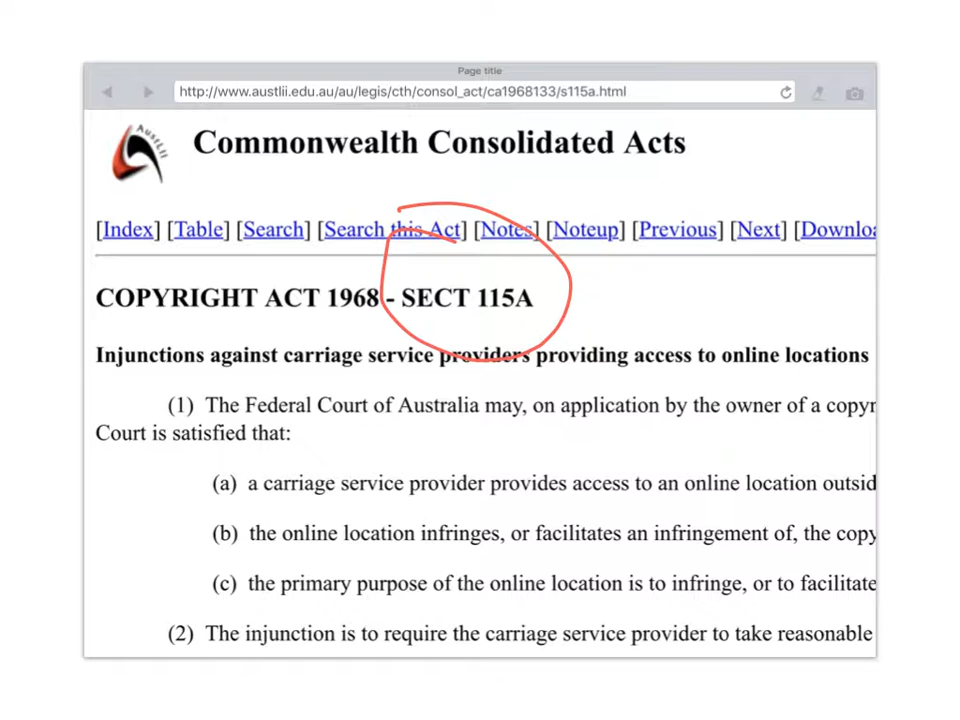 Page title
http://www.austlii.edu.au/au/legis/cth/consol_act/ca1968133/s115a.html
AustLII
Commonwealth Consolidated Acts
[Index] [Table] [Search] [Search this Act] [Notes] [Noteup] [Previous] [Next] [Downloa
COPYRIGHT ACT 1968 - SECT 115A
Injunctions against carriage service providers providing access to online locations
(1) The Federal Court of Australia may, on application by the owner of a copyr
Court is satisfied that:
(a) a carriage service provider provides access to an online location outsid
(b) the online location infringes, or facilitates an infringement of, the copy
(c) the primary purpose of the online location is to infringe, or to facilitate
(2) The injunction is to require the carriage service provider to take reasonable